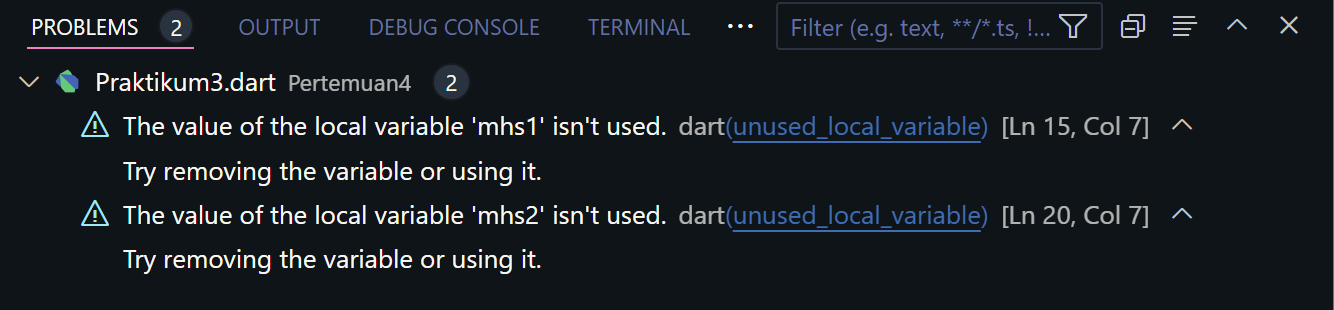 PROBLEMS 2 OUTPUT DEBUG CONSOLE TERMINAL ... Filter (e.g. text, **/*.ts, !...
Praktikum3.dart Pertemuan4 2
The value of the local variable 'mhs1' isn't used. dart(unused_local_variable) [Ln 15, Col 7]
Try removing the variable or using it.
The value of the local variable 'mhs2' isn't used. dart(unused_local_variable) [Ln 20, Col 7]
Try removing the variable or using it.